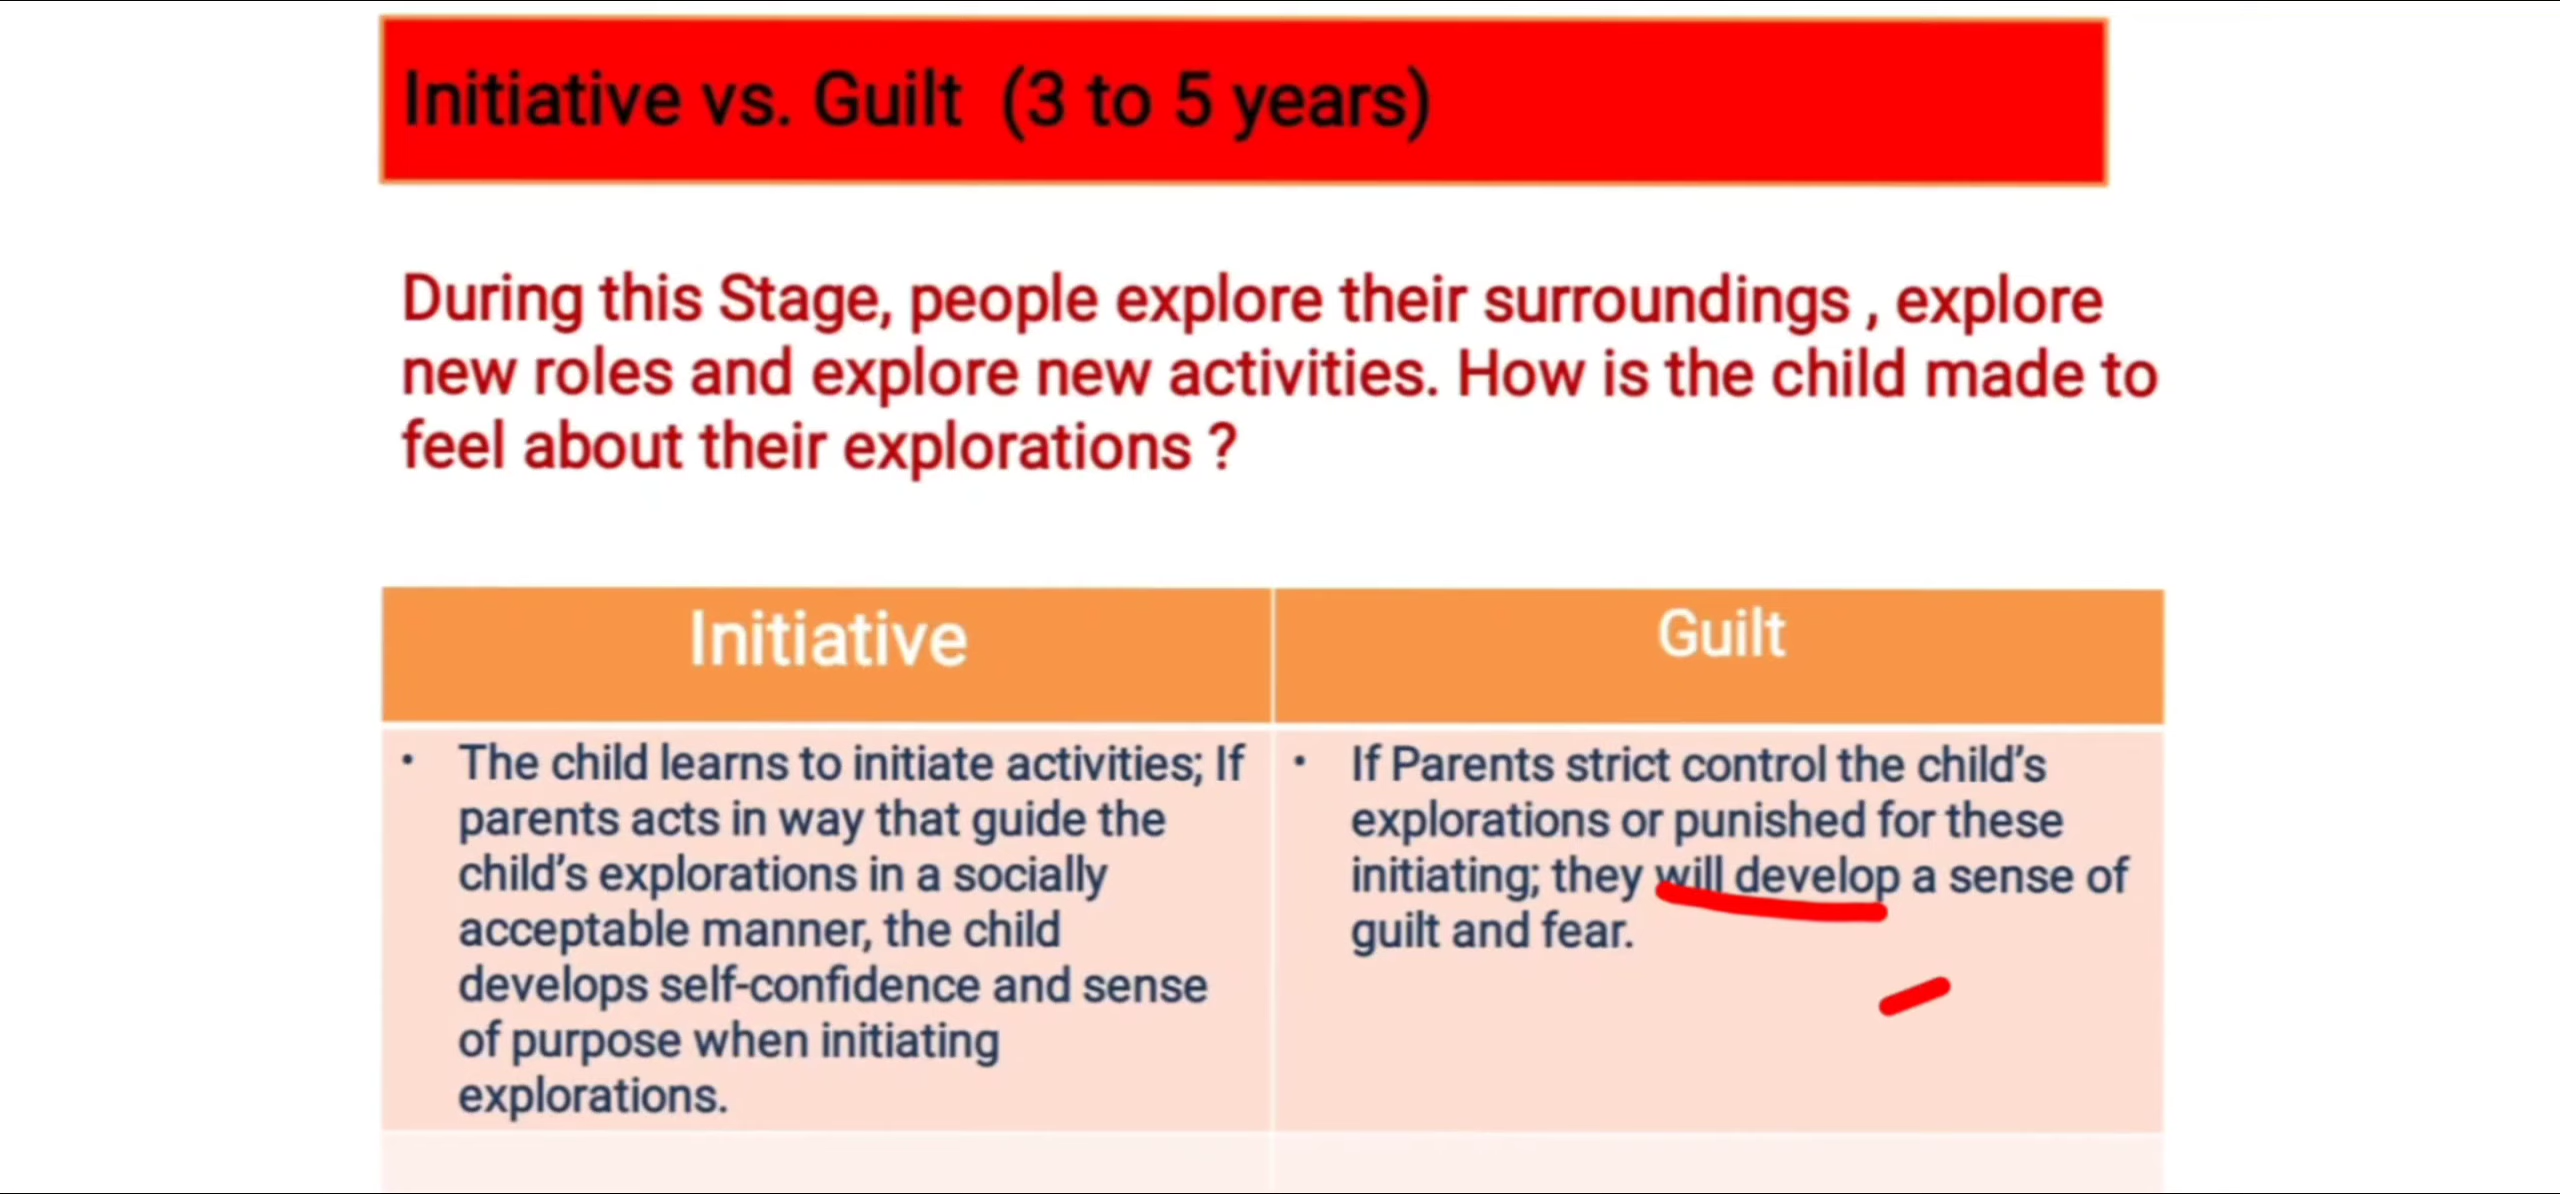 Initiative vs. Guilt (3 to 5 years)
During this Stage, people explore their surroundings , explore
new roles and explore new activities. How is the child made to
feel about their explorations ?
Initiative
Guilt
• The child learns to initiate activities; If
parents acts in way that guide the
child's explorations in a socially
acceptable manner, the child
develops self-confidence and sense
of purpose when initiating
explorations.
• If Parents strict control the child's
explorations or punished for these
initiating; they will develop a sense of
guilt and fear.